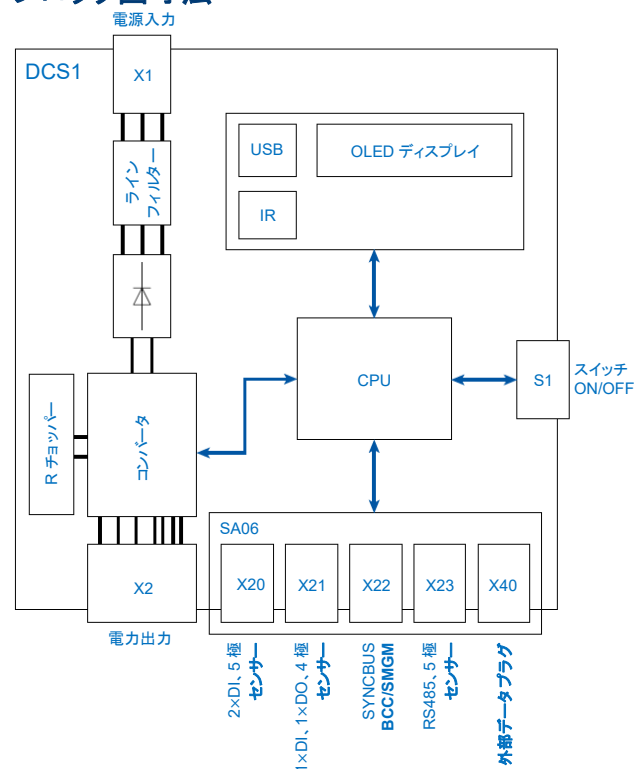 電源入力
DCS1
X1
USB
OLED ディスプレイ
ライン
フィルター
IR
CPU
S1
スイッチ
ON/OFF
R チョッパー
コンバータ
SA06
X2
X20
X21
X22
X23
X40
電力出力
2×DI、5 極
センサー
1×DI、1×DO、4 極
センサー
SYNCBUS
BCC/SMGM
RS485、5 極
センサー
外部データプラグ